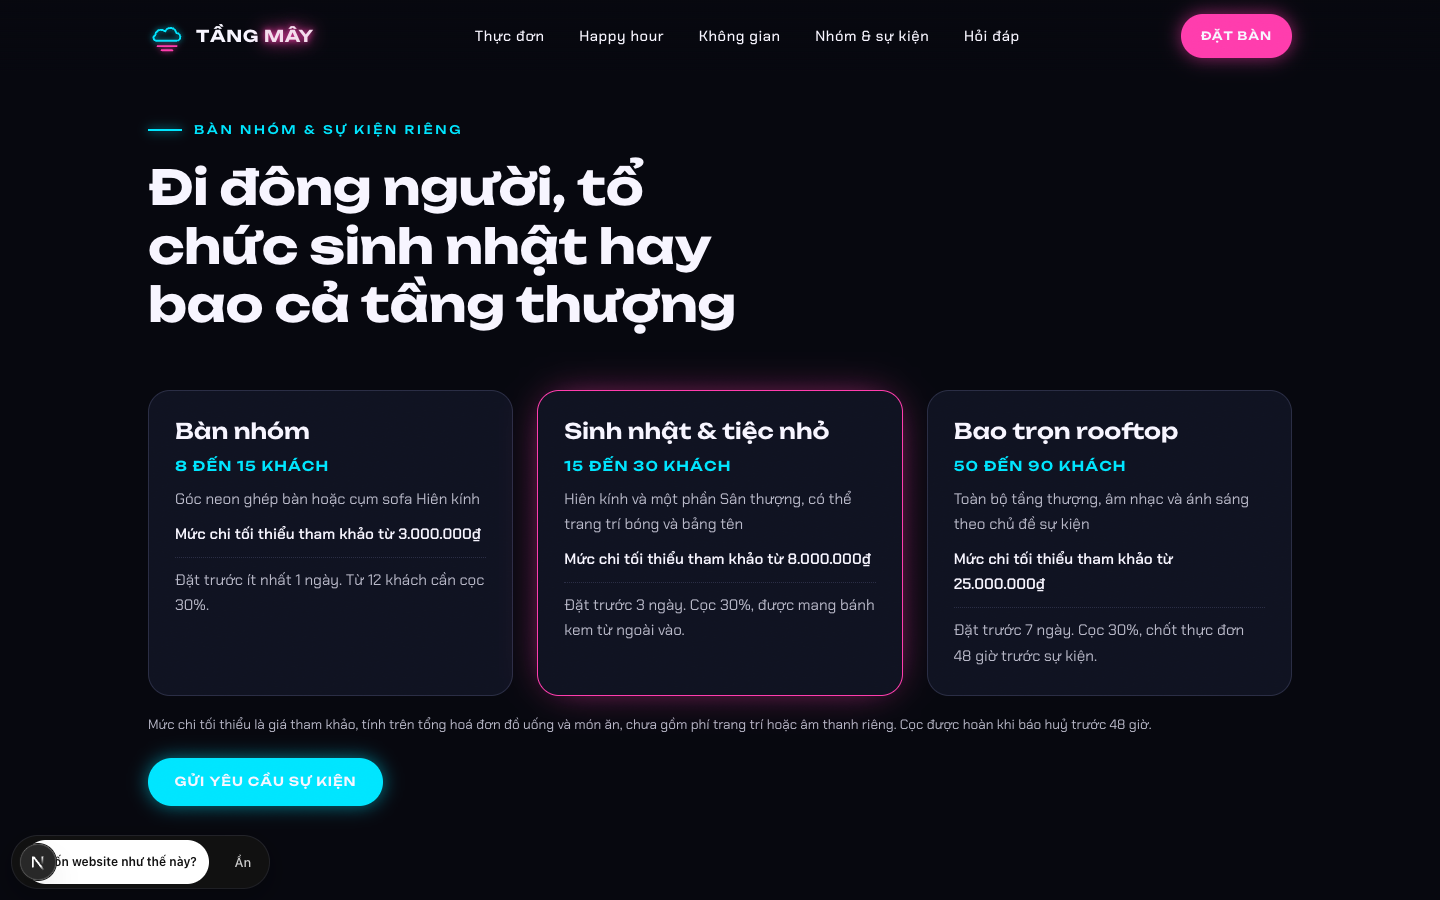 TẦNG MÂY
Thực đơn
Happy hour
Không gian
Nhóm & sự kiện
Hỏi đáp
ĐẶT BÀN
BÀN NHÓM & SỰ KIỆN RIÊNG
Đi đông người, tổ
chức sinh nhật hay
bao cả tầng thượng
Bàn nhóm
8 ĐẾN 15 KHÁCH
Góc neon ghép bàn hoặc cụm sofa Hiên kính
Mức chi tối thiểu tham khảo từ 3.000.000₫
Đặt trước ít nhất 1 ngày. Từ 12 khách cần cọc
30%.
Sinh nhật & tiệc nhỏ
15 ĐẾN 30 KHÁCH
Hiên kính và một phần Sân thượng, có thể
trang trí bóng và bảng tên
Mức chi tối thiểu tham khảo từ 8.000.000₫
Đặt trước 3 ngày. Cọc 30%, được mang bánh
kem từ ngoài vào.
Bao trọn rooftop
50 ĐẾN 90 KHÁCH
Toàn bộ tầng thượng, âm nhạc và ánh sáng
theo chủ đề sự kiện
Mức chi tối thiểu tham khảo từ
25.000.000₫
Đặt trước 7 ngày. Cọc 30%, chốt thực đơn
48 giờ trước sự kiện.
Mức chi tối thiểu là giá tham khảo, tính trên tổng hoá đơn đồ uống và món ăn, chưa gồm phí trang trí hoặc âm thanh riêng. Cọc được hoàn khi báo huỷ trước 48 giờ.
GỬI YÊU CẦU SỰ KIỆN
N
website như thế này?
Ẩn